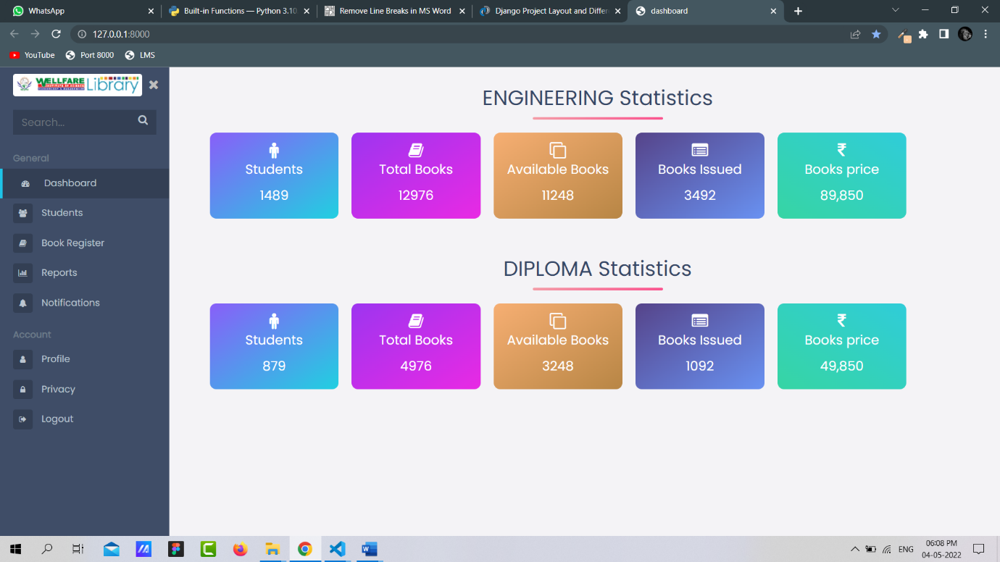 WhatsApp
Built-in Functions — Python 3.10
Remove Line Breaks in MS Word
Django Project Layout and Differ
dashboard
127.0.0.1:8000
YouTube
Port 8000
LMS
WELLFARE
Library
Search...
General
Dashboard
Students
Book Register
Reports
Notifications
Account
Profile
Privacy
Logout
ENGINEERING Statistics
Students
1489
Total Books
12976
Available Books
11248
Books Issued
3492
₹
Books price
89,850
DIPLOMA Statistics
Students
879
Total Books
4976
Available Books
3248
Books Issued
1092
₹
Books price
49,850
ENG
06:08 PM
04-05-2022